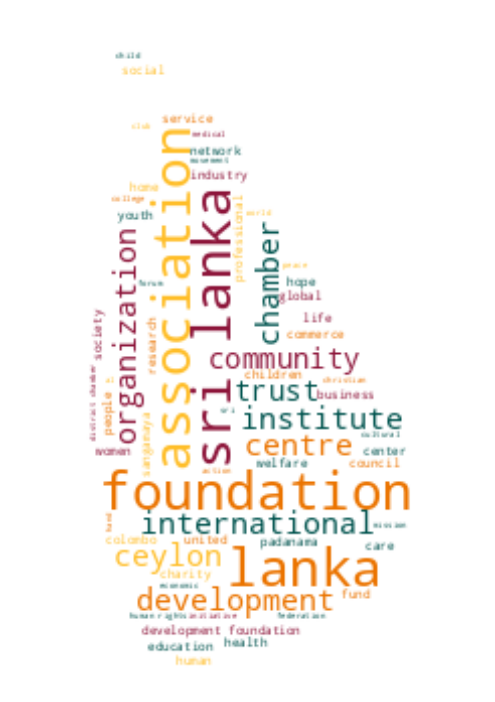 child
social
service
club
medical
network
movement
industry
home
college
youth
association
sri lanka
professional
world
organization
chamber
peace
forum
hope
global
society
research
life
commerce
community
children
christian
district chamber
people
trust
business
sri
institute
sangamaya
cultural
women
centre
center
welfare
council
action
foundation
international
mission
hand
colombo
united
padanama
care
ceylon
lanka
charity
economic
development
fund
human rights
initiative
federation
development foundation
education
health
human